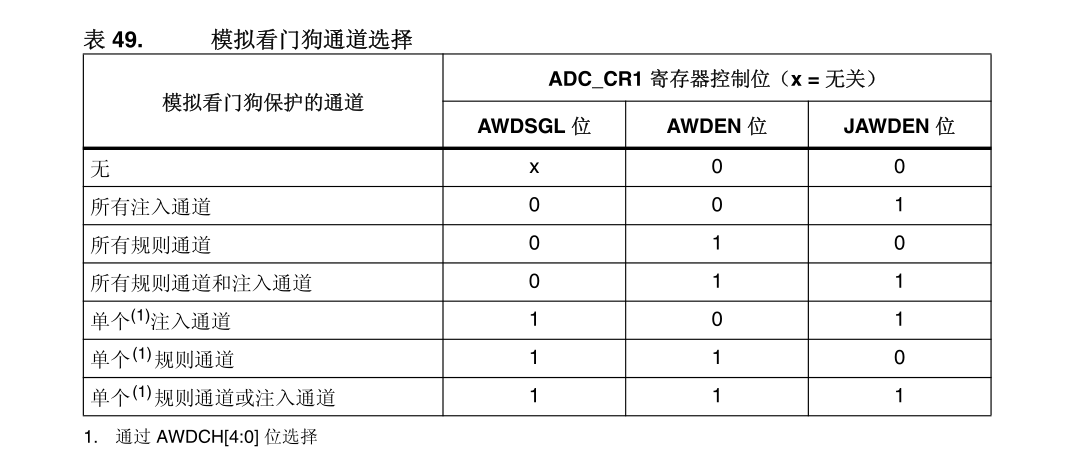 表 49. 模拟看门狗通道选择
模拟看门狗保护的通道 ADC_CR1 寄存器控制位（x = 无关）
AWDSGL 位 AWDEN 位 JAWDEN 位
无 x 0 0
所有注入通道 0 0 1
所有规则通道 0 1 0
所有规则通道和注入通道 0 1 1
单个(1)注入通道 1 0 1
单个(1)规则通道 1 1 0
单个(1)规则通道或注入通道 1 1 1
1. 通过 AWDCH[4:0] 位选择